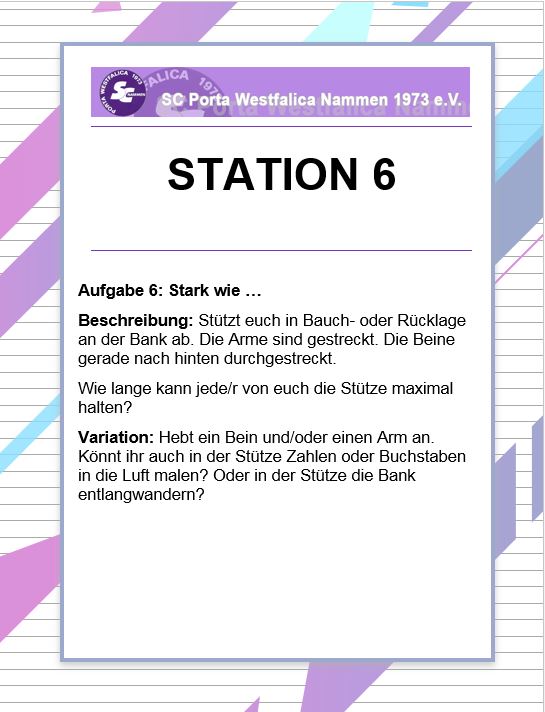 PORTA WESTFALICA 1973
SC
NAMMEN
SC Porta Westfalica Nammen 1973 e.V.
STATION 6
Aufgabe 6: Stark wie …
Beschreibung: Stützt euch in Bauch- oder Rücklage
an der Bank ab. Die Arme sind gestreckt. Die Beine
gerade nach hinten durchgestreckt.
Wie lange kann jede/r von euch die Stütze maximal
halten?
Variation: Hebt ein Bein und/oder einen Arm an.
Könnt ihr auch in der Stütze Zahlen oder Buchstaben
in die Luft malen? Oder in der Stütze die Bank
entlangwandern?